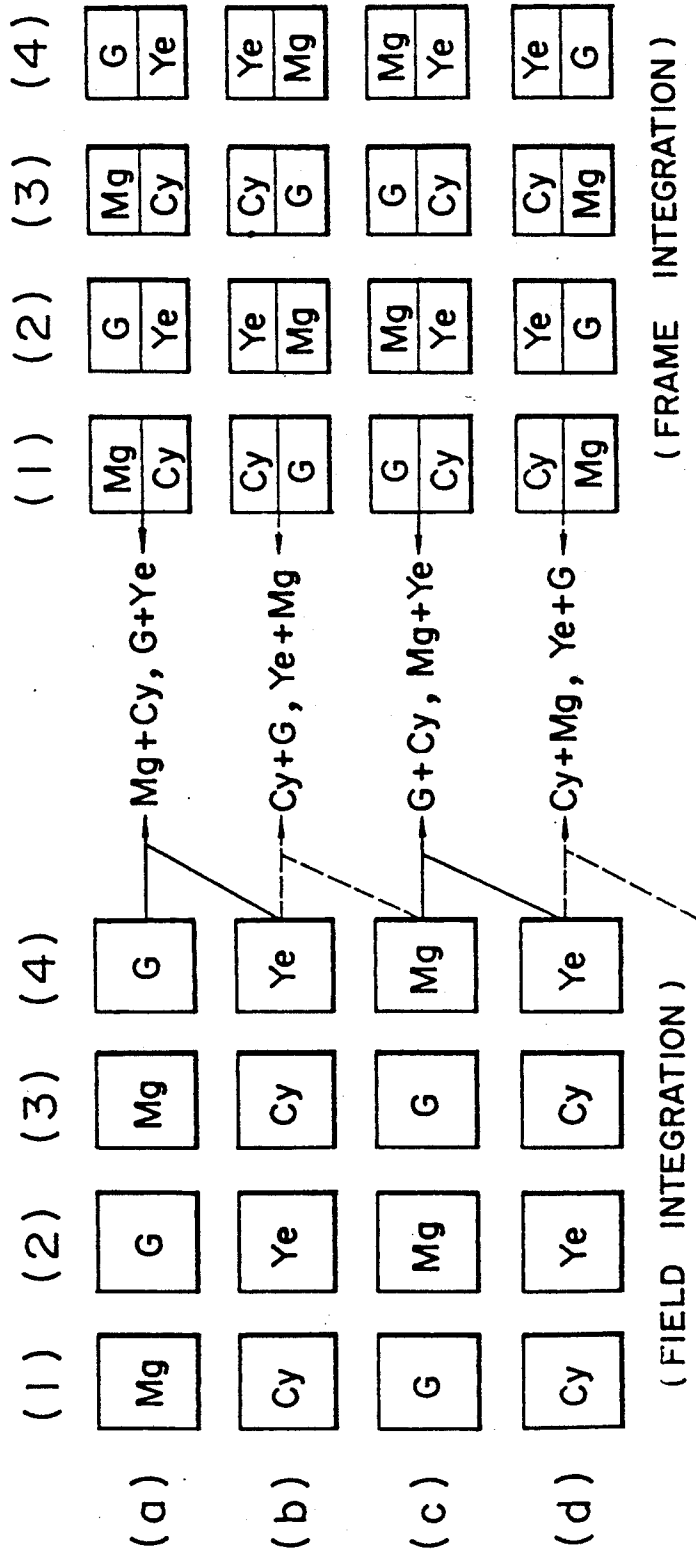 (1) (2) (3) (4) (1) (2) (3) (4)
(a) Mg G Mg G Mg+Cy, G+Ye Mg G Mg G
Cy Ye Cy Ye
(b) Cy Ye Cy Ye Cy+G, Ye+Mg Cy Ye Cy Ye
G Mg G Mg
(c) G Mg G Mg G+Cy, Mg+Ye G Mg G Mg
Cy Ye Cy Ye
(d) Cy Ye Cy Ye Cy+Mg, Ye+G Cy Ye Cy Ye
Mg G Mg G
(FIELD INTEGRATION) (FRAME INTEGRATION)